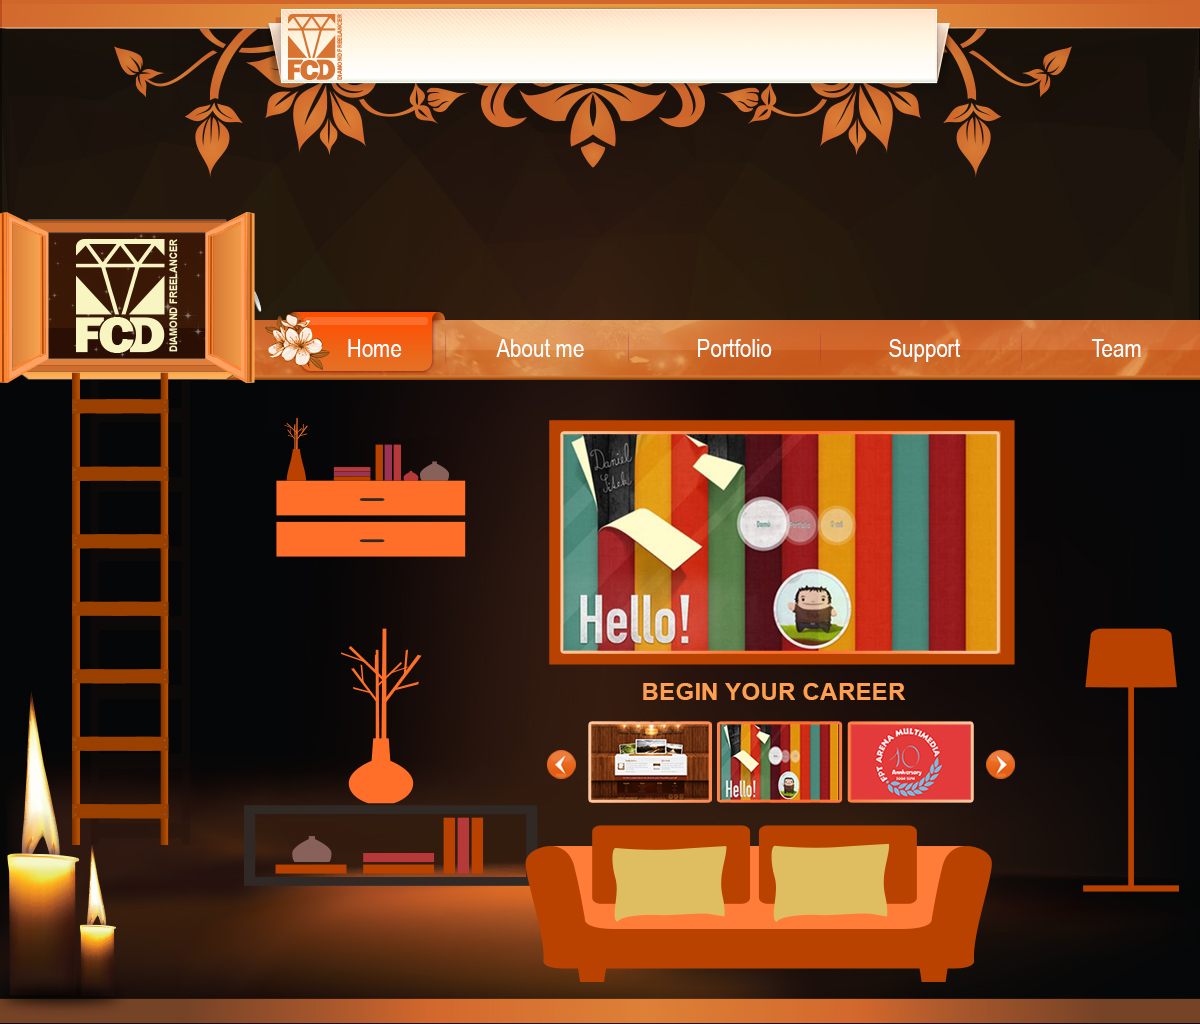 FCD
DIAMOND FREELANCER
FCD
DIAMOND FREELANCER
Home
About me
Portfolio
Support
Team
Daniel
Hello!
Portfolio
BEGIN YOUR CAREER
Hello!
FPT ARENA MULTIMEDIA
10
Anniversary